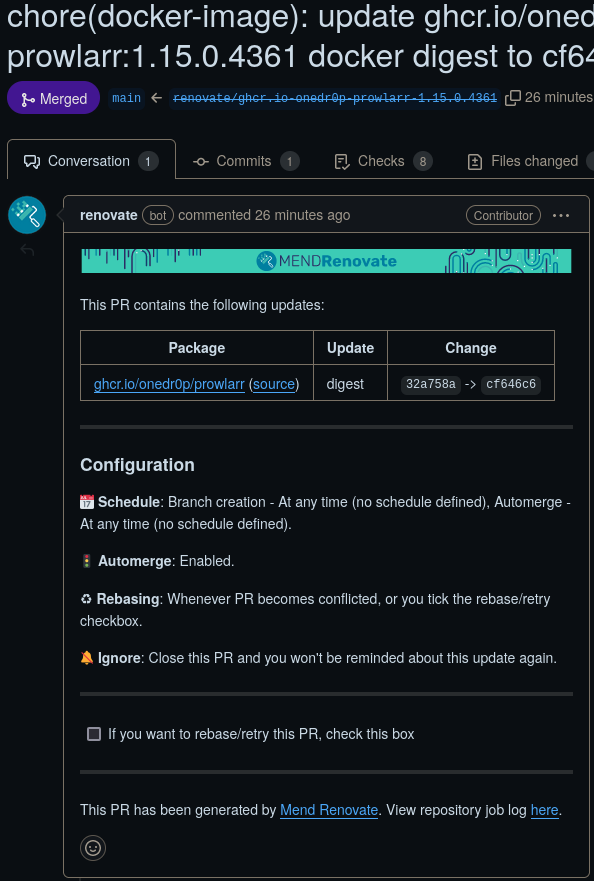 chore(docker-image): update ghcr.io/oned
prowlarr:1.15.0.4361 docker digest to cf64
Merged main ← renovate/ghcr.io-onedr0p-prowlarr-1.15.0.4361 26 minutes
Conversation 1 Commits 1 Checks 8 Files changed
renovate bot commented 26 minutes ago Contributor ...
MENDRenovate
This PR contains the following updates:
Package Update Change
ghcr.io/onedr0p/prowlarr (source) digest 32a758a -> cf646c6
Configuration
📅 Schedule: Branch creation - At any time (no schedule defined), Automerge -
At any time (no schedule defined).
🚦 Automerge: Enabled.
♻ Rebasing: Whenever PR becomes conflicted, or you tick the rebase/retry
checkbox.
🔕 Ignore: Close this PR and you won't be reminded about this update again.
If you want to rebase/retry this PR, check this box
This PR has been generated by Mend Renovate. View repository job log here.